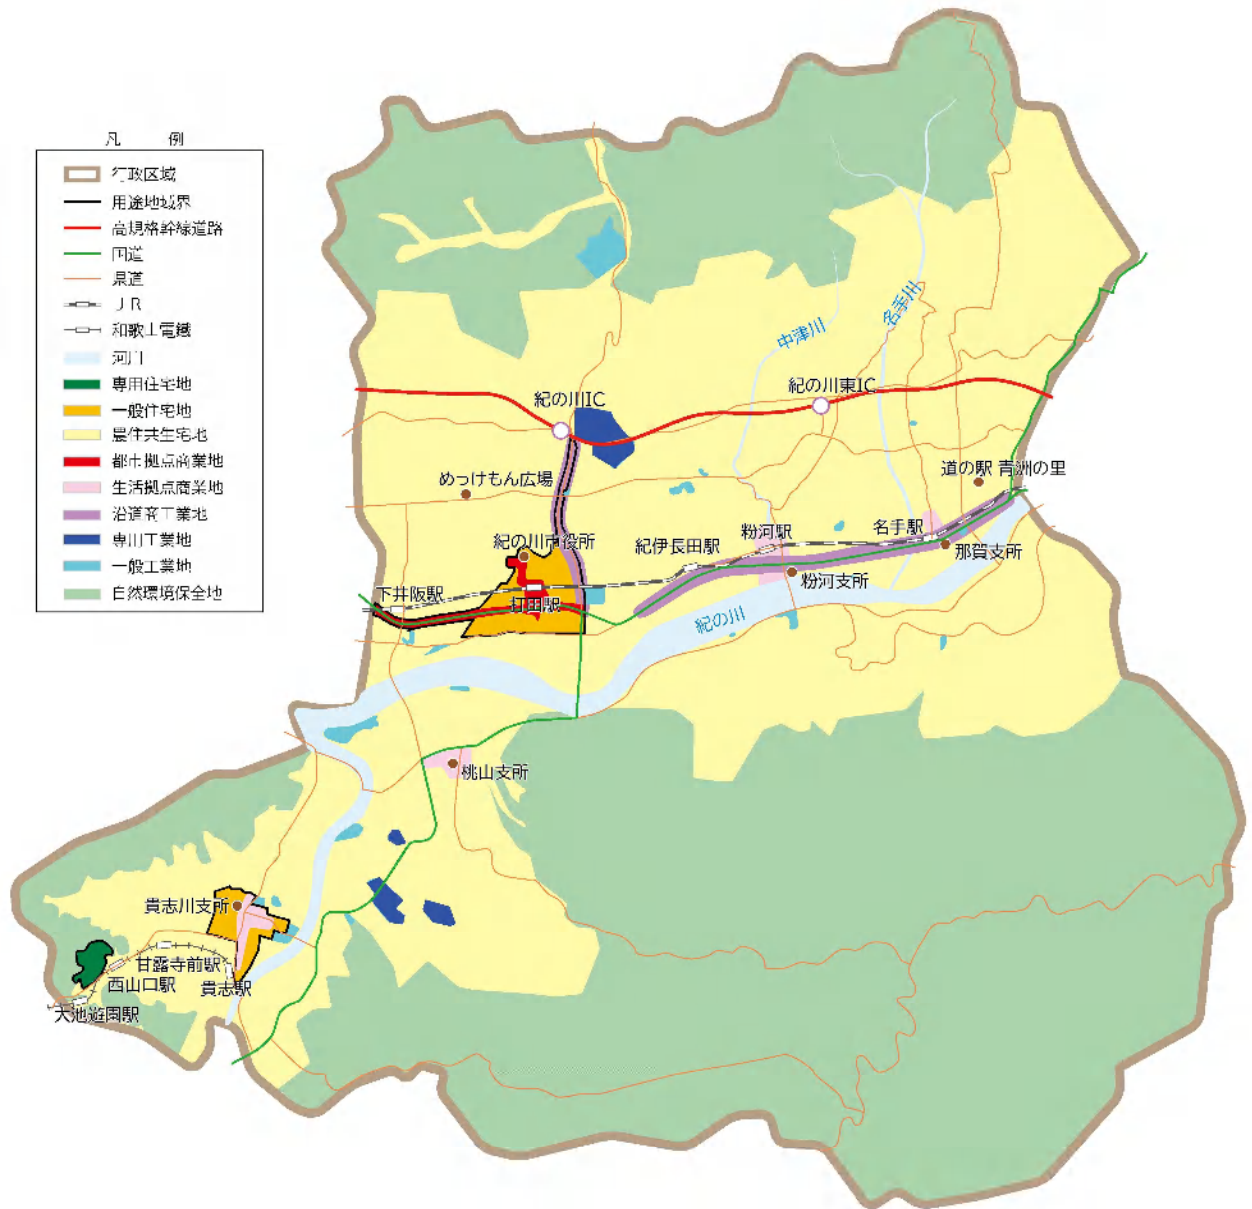 凡 例
行政区域
用途地域界
高規格幹線道路
国道
県道
JR
和歌山電鐵
河川
専用住宅地
一般住宅地
農住共生宅地
都市拠点商業地
生活拠点商業地
沿道商工業地
専用工業地
一般工業地
自然環境保全地
名手川
中津川
紀の川東IC
紀の川IC
道の駅 青洲の里
めっけもん広場
名手駅
粉河駅
紀の川市役所
紀伊長田駅
那賀支所
粉河支所
下井阪駅
打田駅
紀の川
桃山支所
貴志川支所
甘露寺前駅
西山口駅
貴志駅
大池遊園駅